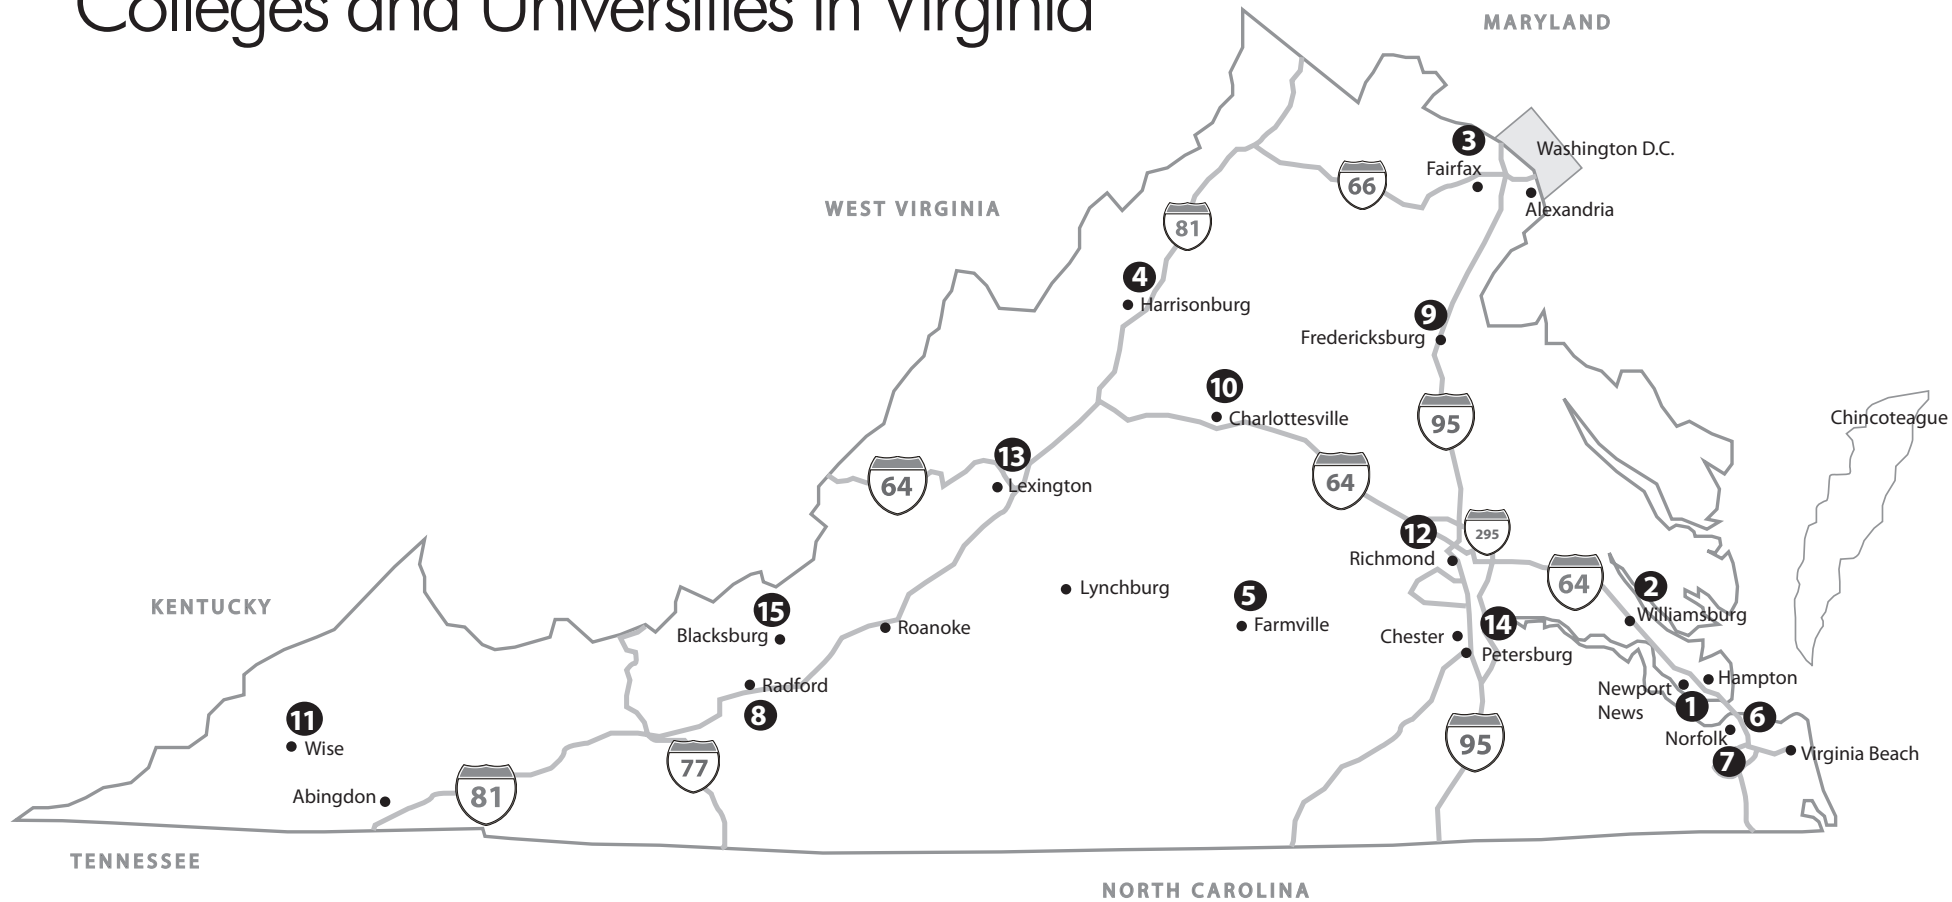 Colleges and Universities in Virginia
MARYLAND
3
Washington D.C.
Fairfax
66
Alexandria
WEST VIRGINIA
81
4
Harrisonburg
9
Fredericksburg
10
Charlottesville
95
Chincoteague
13
64
Lexington
64
12
295
Richmond
64
2
Williamsburg
KENTUCKY
15
Blacksburg
Lynchburg
5
Farmville
Roanoke
14
Chester
Petersburg
Radford
8
Hampton
Newport
News
1
6
11
Wise
Norfolk
7
Virginia Beach
95
77
Abingdon
81
TENNESSEE
NORTH CAROLINA